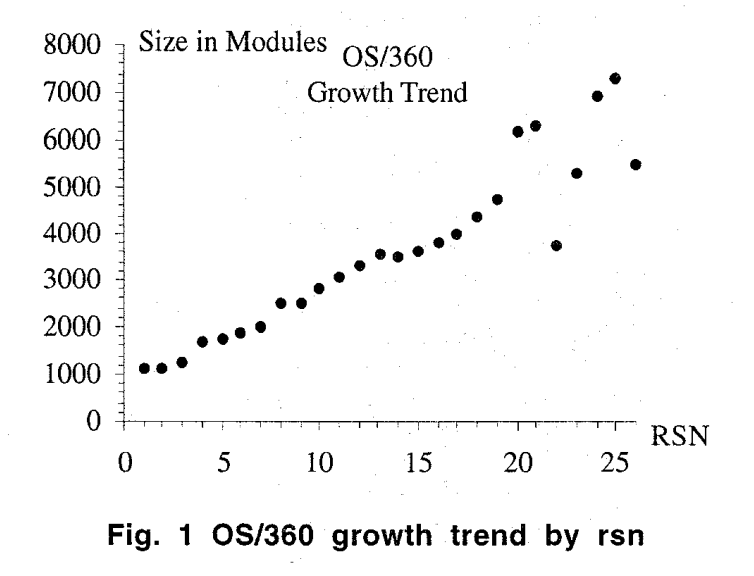 Size in Modules
OS/360
Growth Trend
8000
7000
6000
5000
4000
3000
2000
1000
0
0 5 10 15 20 25
RSN
Fig. 1 OS/360 growth trend by rsn